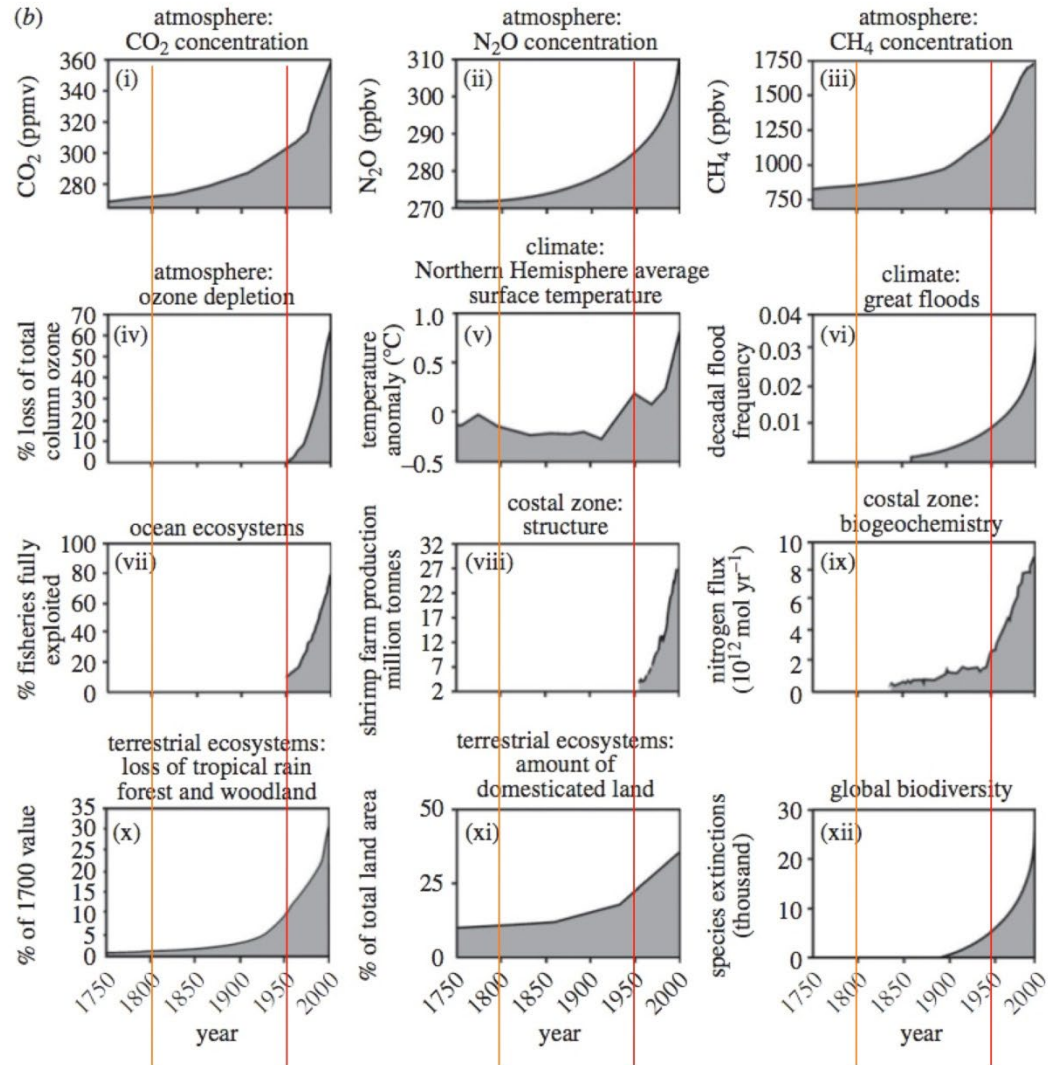 (b)
atmosphere:
CO2 concentration
atmosphere:
N2O concentration
atmosphere:
CH4 concentration
CO2 (ppmv)
360
340
320
300
280
(i)
N2O (ppbv)
310
300
290
280
270
(ii)
CH4 (ppbv)
1750
1500
1250
1000
750
(iii)
atmosphere:
ozone depletion
climate:
Northern Hemisphere average
surface temperature
climate:
great floods
% loss of total
column ozone
70
60
50
40
30
20
10
0
(iv)
temperature
anomaly (°C)
1.0
0.5
0
–0.5
(v)
decadal flood
frequency
0.04
0.03
0.02
0.01
(vi)
ocean ecosystems
costal zone:
structure
costal zone:
biogeochemistry
% fisheries fully
exploited
100
80
60
40
20
0
(vii)
shrimp farm production
million tonnes
32
27
22
18
12
7
2
(viii)
nitrogen flux
(10¹² mol yr⁻¹)
10
8
6
4
2
0
(ix)
terrestrial ecosystems:
loss of tropical rain
forest and woodland
terrestrial ecosystems:
amount of
domesticated land
global biodiversity
% of 1700 value
35
30
25
20
15
10
5
0
(x)
% of total land area
50
25
0
(xi)
species extinctions
(thousand)
30
20
10
0
(xii)
1750 1800 1850 1900 1950 2000
year
1750 1800 1850 1900 1950 2000
year
1750 1800 1850 1900 1950 2000
year